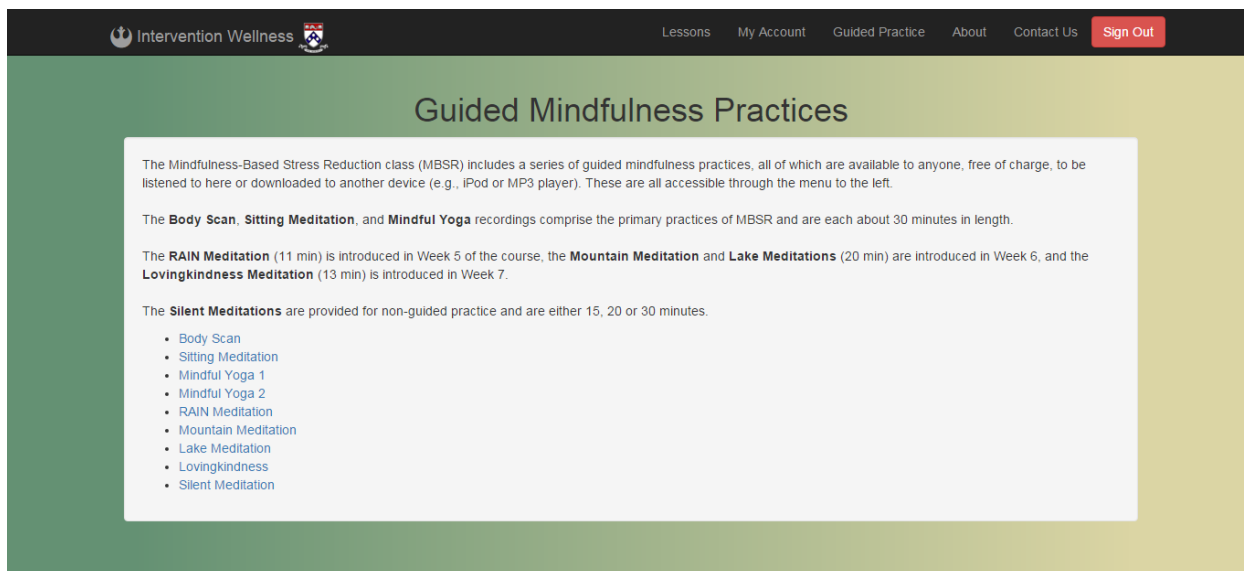 Intervention Wellness
Lessons My Account Guided Practice About Contact Us Sign Out
Guided Mindfulness Practices
The Mindfulness-Based Stress Reduction class (MBSR) includes a series of guided mindfulness practices, all of which are available to anyone, free of charge, to be
listened to here or downloaded to another device (e.g., iPod or MP3 player). These are all accessible through the menu to the left.
The Body Scan, Sitting Meditation, and Mindful Yoga recordings comprise the primary practices of MBSR and are each about 30 minutes in length.
The RAIN Meditation (11 min) is introduced in Week 5 of the course, the Mountain Meditation and Lake Meditations (20 min) are introduced in Week 6, and the
Lovingkindness Meditation (13 min) is introduced in Week 7.
The Silent Meditations are provided for non-guided practice and are either 15, 20 or 30 minutes.
• Body Scan
• Sitting Meditation
• Mindful Yoga 1
• Mindful Yoga 2
• RAIN Meditation
• Mountain Meditation
• Lake Meditation
• Lovingkindness
• Silent Meditation